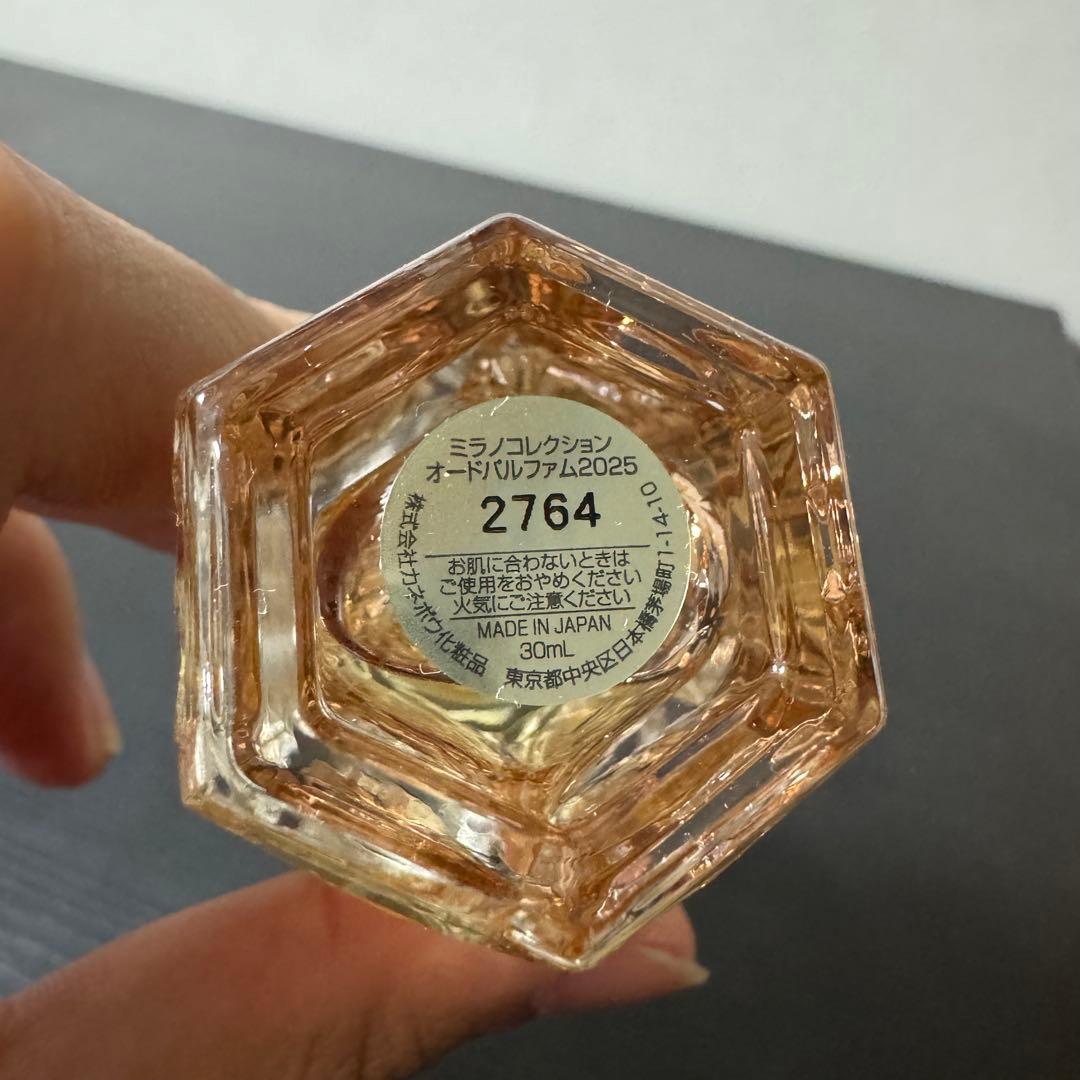 ミラノコレクション
オードパルファム2025
2764
お肌に合わないときは
ご使用をおやめください
火気にご注意ください
MADE IN JAPAN
30mL
株式会社カネボウ化粧品 東京都中央区日本橋茅場町1-14-10